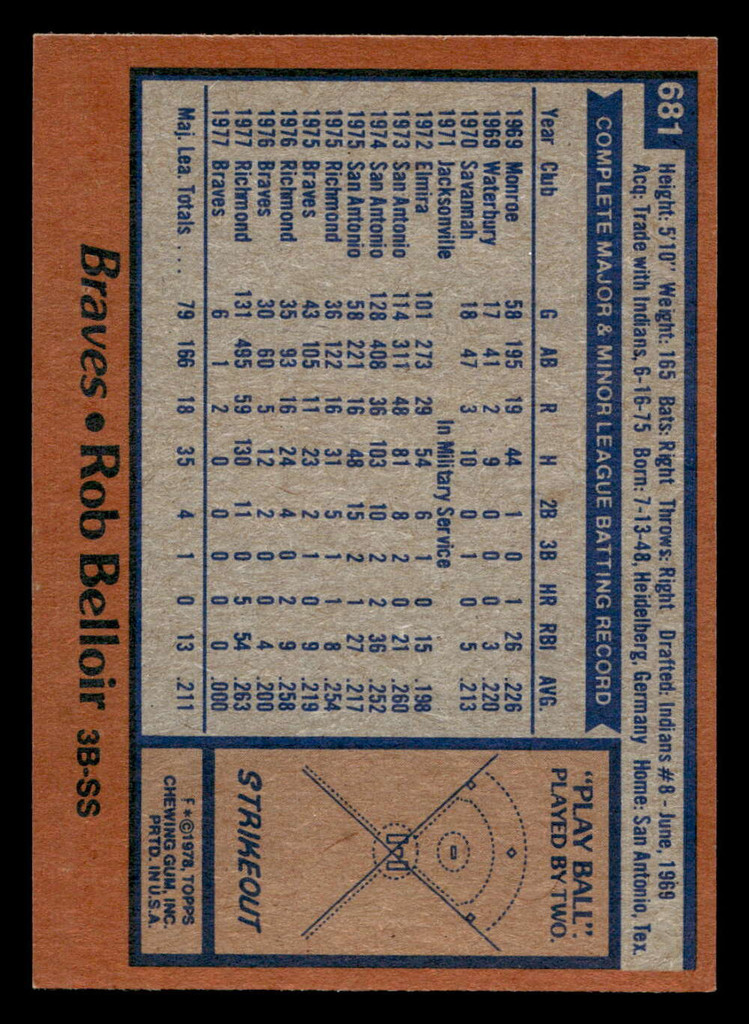 681
Height: 5'10" Weight: 165 Bats: Right Throws: Right Drafted: Indians #8 - June, 1969
Acq. Trade with Indians, 6-16-75 Born: 7-13-48, Heidelberg, Germany Home: San Antonio, Tex.
COMPLETE MAJOR & MINOR LEAGUE BATTING RECORD
Year Club G AB R H 2B 3B HR RBI AVG.
1969 Monroe 58 195 19 44 1 0 1 26 .226
1969 Waterbury 17 41 2 9 0 0 0 3 .220
1970 Savannah 18 47 3 10 0 1 0 5 .213
1971 Jacksonville In Military Service
1972 Elmira 101 273 29 54 6 1 0 15 .198
1973 San Antonio 114 311 48 81 8 2 0 21 .260
1974 San Antonio 128 408 36 103 10 2 2 36 .252
1975 San Antonio 58 221 16 48 15 2 1 27 .217
1975 Richmond 36 122 16 31 5 1 1 8 .254
1975 Braves 43 105 11 23 2 1 0 9 .219
1976 Richmond 35 93 16 24 4 0 2 9 .258
1976 Braves 30 60 5 12 2 0 0 4 .200
1977 Richmond 131 495 59 130 11 0 5 54 .263
1977 Braves 6 1 2 0 0 0 0 0 .000
Maj. Lea. Totals . . . 79 166 18 35 4 1 0 13 .211
"PLAY BALL":
PLAYED BY TWO.
STRIKEOUT
F*©1978, TOPPS
CHEWING GUM, INC.
PRTD. IN U.S.A.
Braves • Rob Belloir 3B-SS